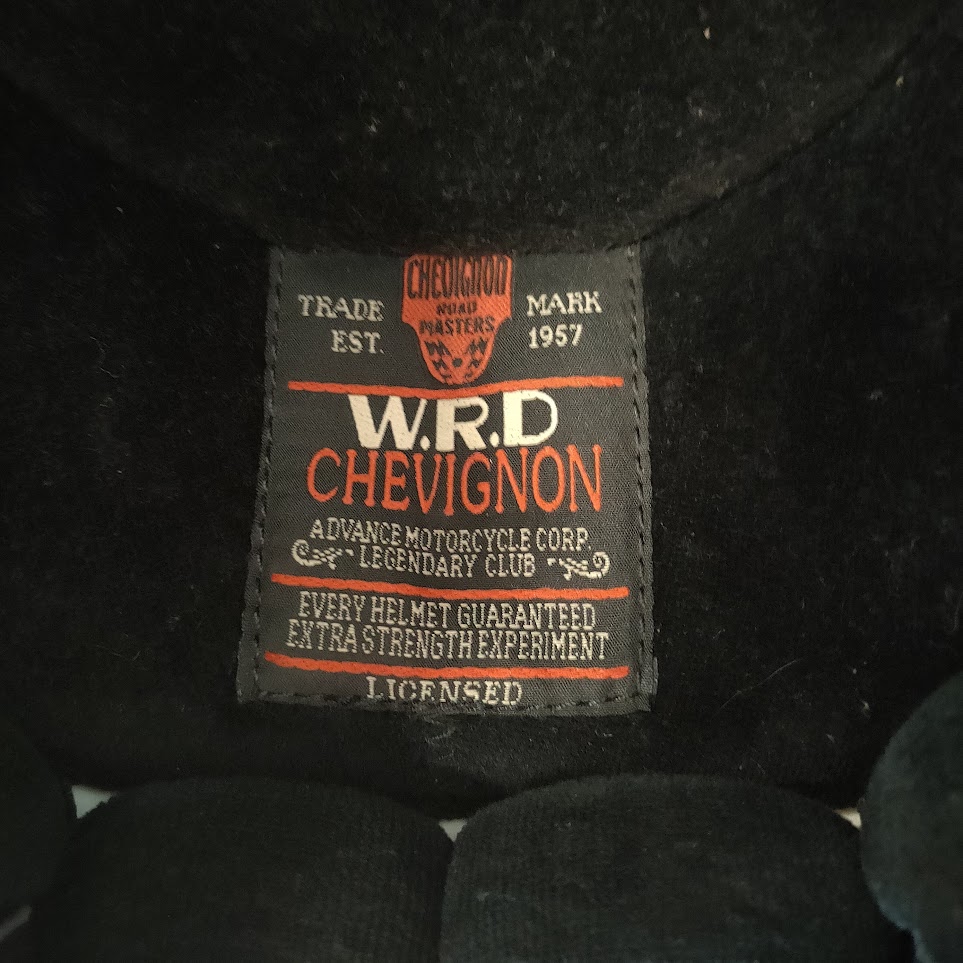 CHEVIGNON
ROAD
MASTERS
TRADE MARK
EST. 1957
W.R.D
CHEVIGNON
ADVANCE MOTORCYCLE CORP.
LEGENDARY CLUB
EVERY HELMET GUARANTEED
EXTRA STRENGTH EXPERIMENT
LICENSED